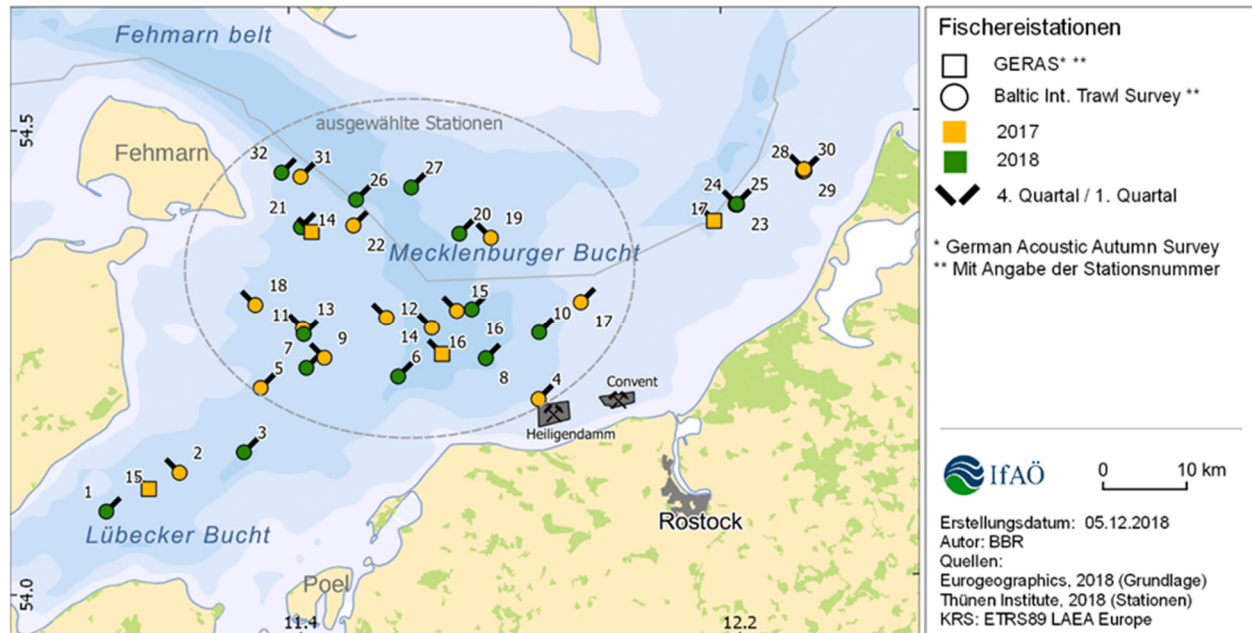 Fehmarn belt
54.5
Fehmarn
ausgewählte Stationen
32
31
27
26
28
30
29
24
25
17
23
21
14
22
20
19
Mecklenburger Bucht
18
11
13
12
15
10
17
7
9
14
16
16
5
6
8
4
Convent
Heiligendamm
3
2
15
1
Lübecker Bucht
Rostock
Poel
54.0
11.4
12.2
Fischereistationen
GERAS* **
Baltic Int. Trawl Survey **
2017
2018
4. Quartal / 1. Quartal
* German Acoustic Autumn Survey
** Mit Angabe der Stationsnummer
IfAÖ
0 10 km
Erstellungsdatum: 05.12.2018
Autor: BBR
Quellen:
Eurogeographics, 2018 (Grundlage)
Thünen Institute, 2018 (Stationen)
KRS: ETRS89 LAEA Europe